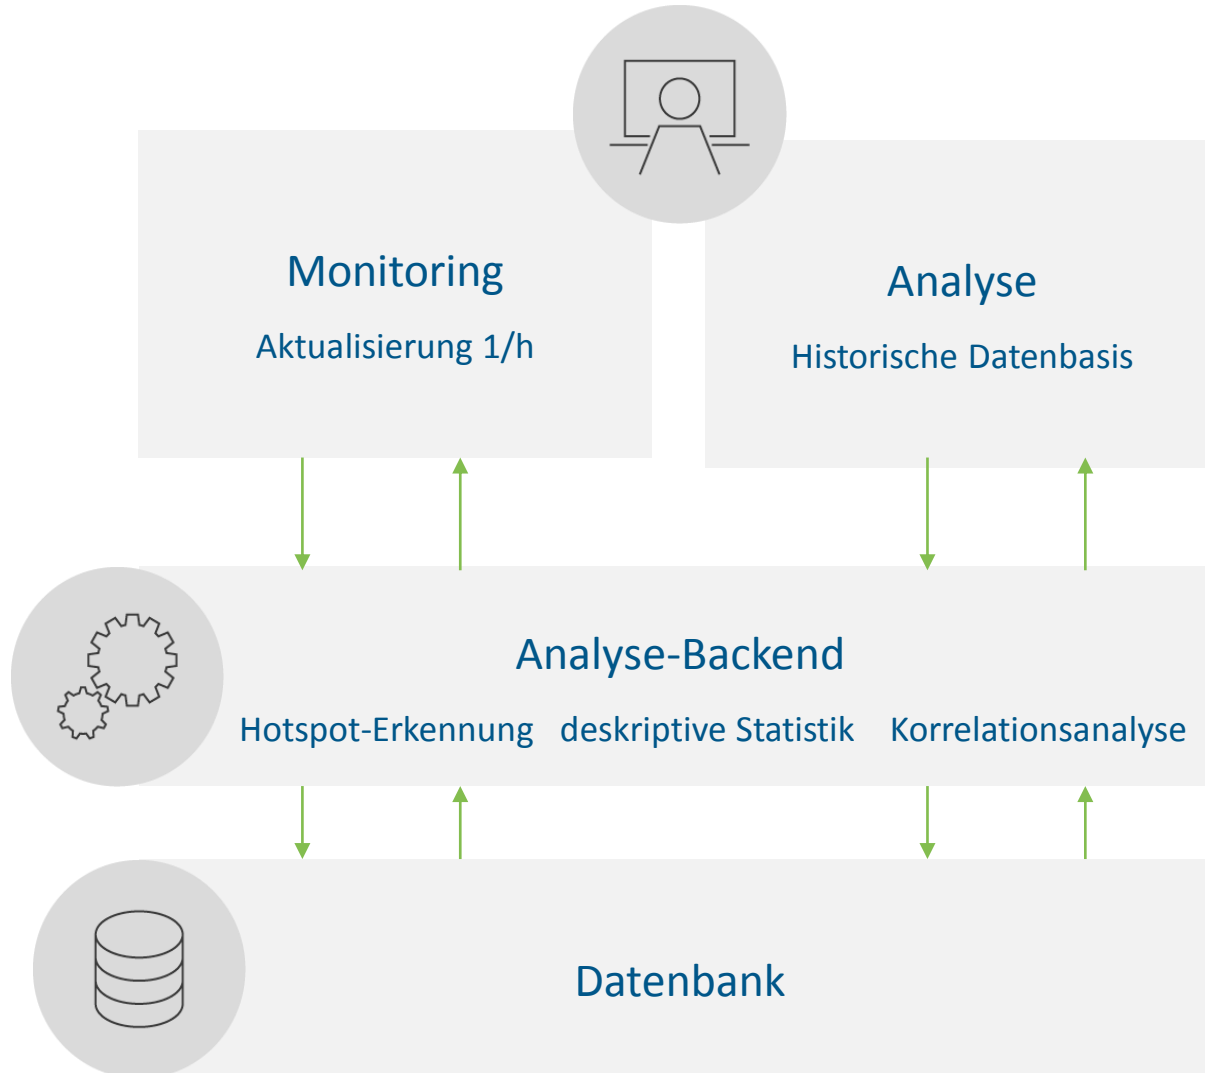 Monitoring
Aktualisierung 1/h
Analyse
Historische Datenbasis
Analyse-Backend
Hotspot-Erkennung deskriptive Statistik Korrelationsanalyse
Datenbank